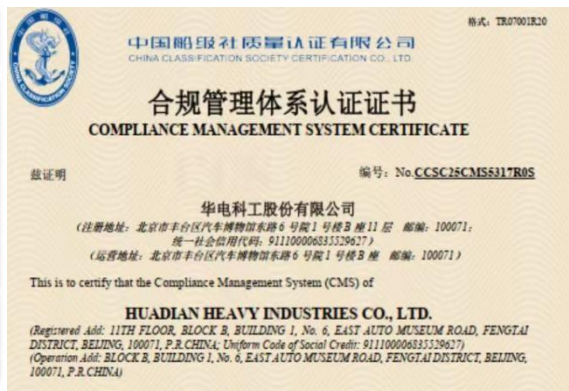 格式: TR07001R20
中国船级社质量认证有限公司
CHINA CLASSIFICATION SOCIETY CERTIFICATION CO., LTD.
合规管理体系认证证书
COMPLIANCE MANAGEMENT SYSTEM CERTIFICATE
兹证明
编号: No.CCSC25CMS5317R0S
华电科工股份有限公司
(注册地址: 北京市丰台区汽车博物馆东路 6 号院 1 号楼 B 座 11 层 邮编: 100071;
统一社会信用代码: 911100006835529627)
(运营地址: 北京市丰台区汽车博物馆东路 6 号院 1 号楼 B 座 邮编: 100071)
This is to certify that the Compliance Management System (CMS) of
HUADIAN HEAVY INDUSTRIES CO., LTD.
(Registered Add: 11TH FLOOR, BLOCK B, BUILDING 1, No. 6, EAST AUTO MUSEUM ROAD, FENGTAI
DISTRICT, BEIJING, 100071, P.R.CHINA; Uniform Code of Social Credit: 911100006835529627)
(Operation Add: BLOCK B, BUILDING 1, No. 6, EAST AUTO MUSEUM ROAD, FENGTAI DISTRICT, BEIJING,
100071, P.R.CHINA)